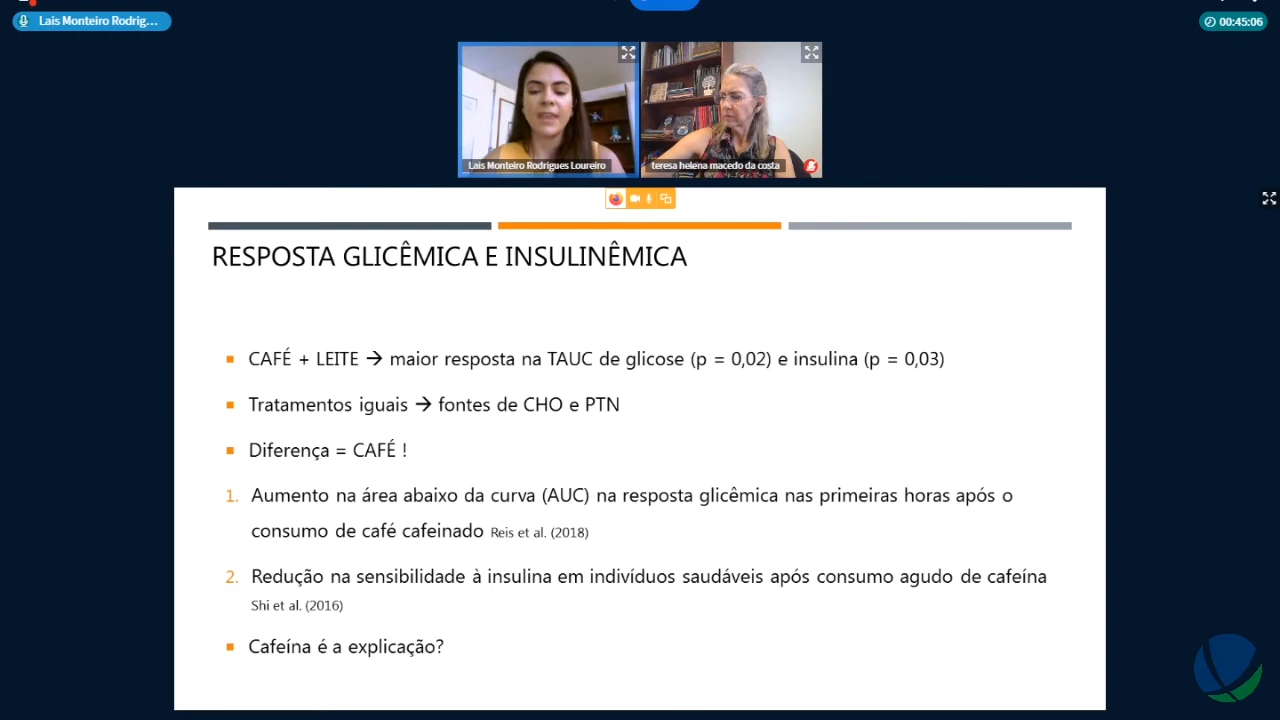 Lais Monteiro Rodrig...
00:45:06
Lais Monteiro Rodrigues Loureiro
teresa helena macedo da costa
RESPOSTA GLICÊMICA E INSULINÊMICA
CAFÉ + LEITE → maior resposta na TAUC de glicose (p = 0,02) e insulina (p = 0,03)
Tratamentos iguais → fontes de CHO e PTN
Diferença = CAFÉ !
1. Aumento na área abaixo da curva (AUC) na resposta glicêmica nas primeiras horas após o
consumo de café cafeinado Reis et al. (2018)
2. Redução na sensibilidade à insulina em indivíduos saudáveis após consumo agudo de cafeína
Shi et al. (2016)
Cafeína é a explicação?